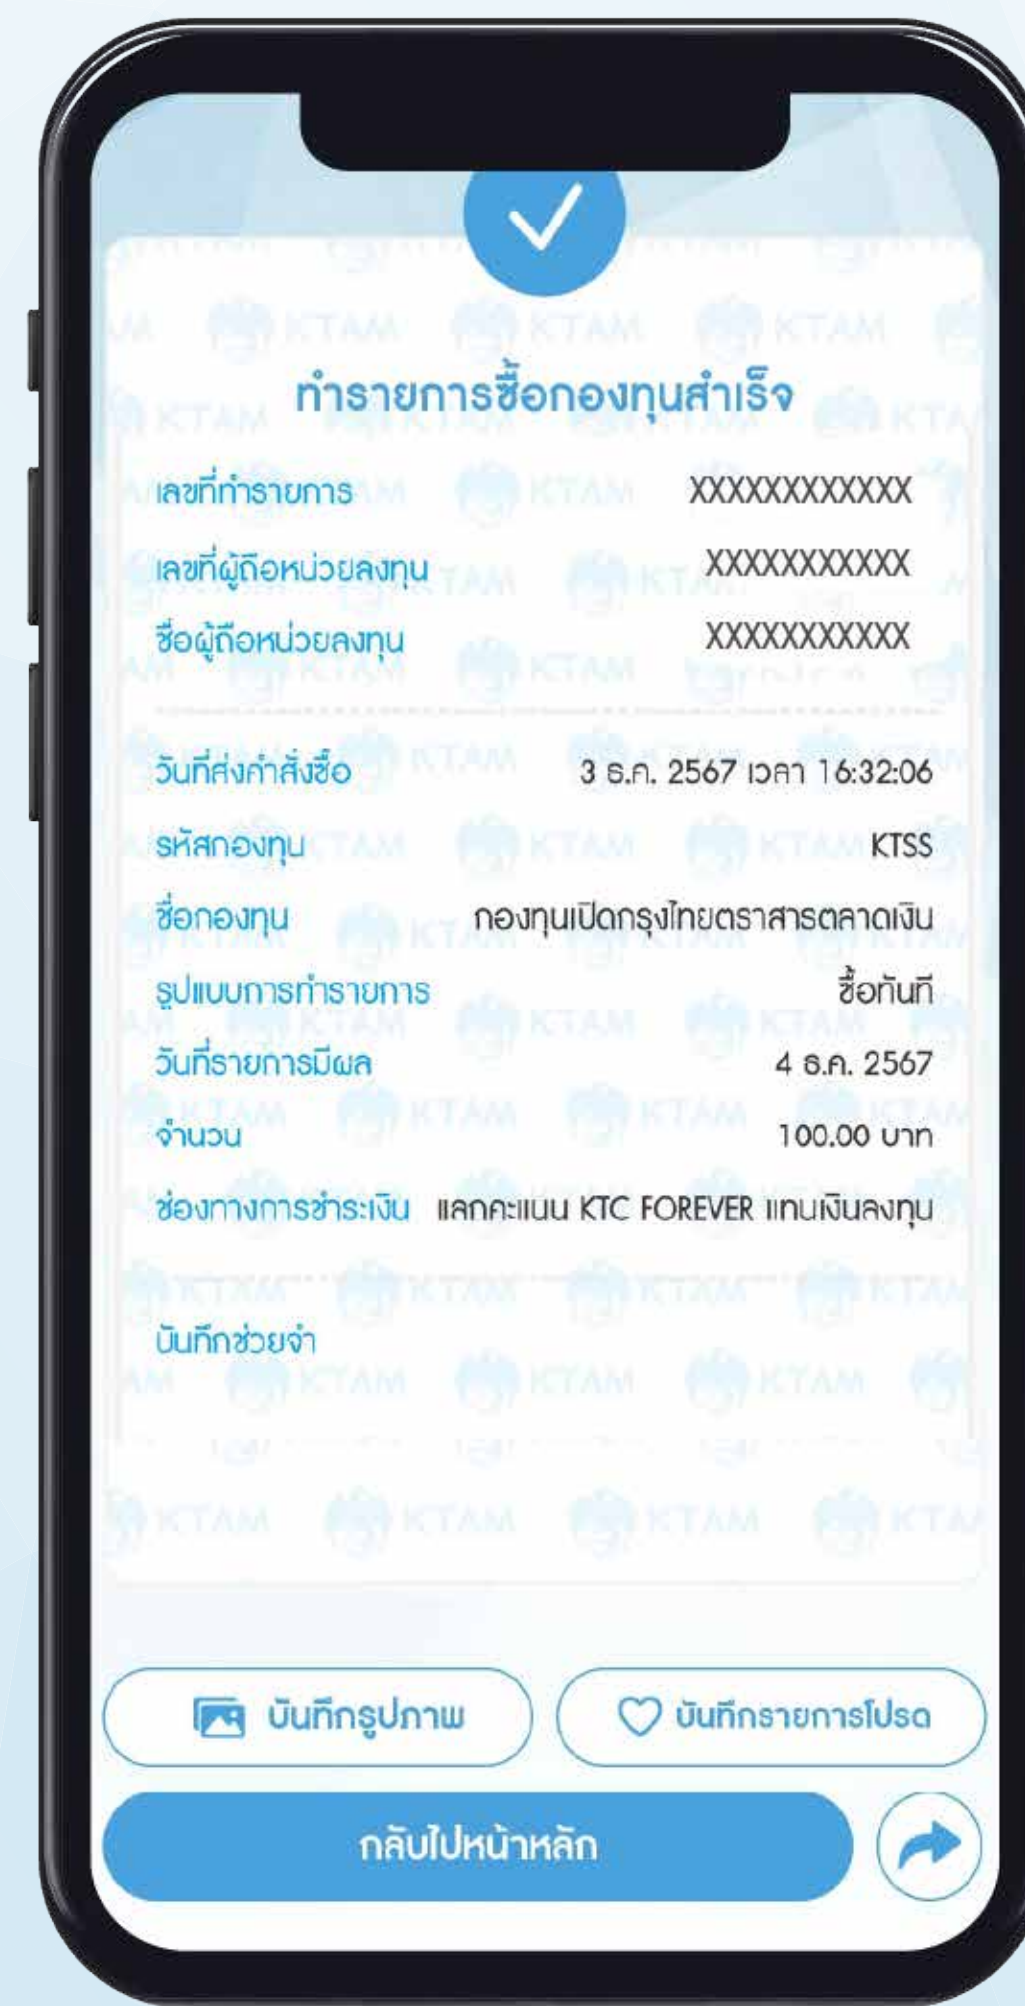 ทำรายการซื้อกองทุนสำเร็จ
เลขที่ทำรายการ XXXXXXXXXXXX
เลขที่ผู้ถือหน่วยลงทุน XXXXXXXXXXX
ชื่อผู้ถือหน่วยลงทุน XXXXXXXXXXX
วันที่ส่งคำสั่งซื้อ 3 ธ.ค. 2567 เวลา 16:32:06
รหัสกองทุน KTSS
ชื่อกองทุน กองทุนเปิดกรุงไทยตราสารตลาดเงิน
รูปแบบการทำรายการ ซื้อทันที
วันที่รายการมีผล 4 ธ.ค. 2567
จำนวน 100.00 บาท
ช่องทางการชำระเงิน แลกคะแนน KTC FOREVER แทนเงินลงทุน
บันทึกช่วยจำ
บันทึกรูปภาพ บันทึกรายการโปรด
กลับไปหน้าหลัก